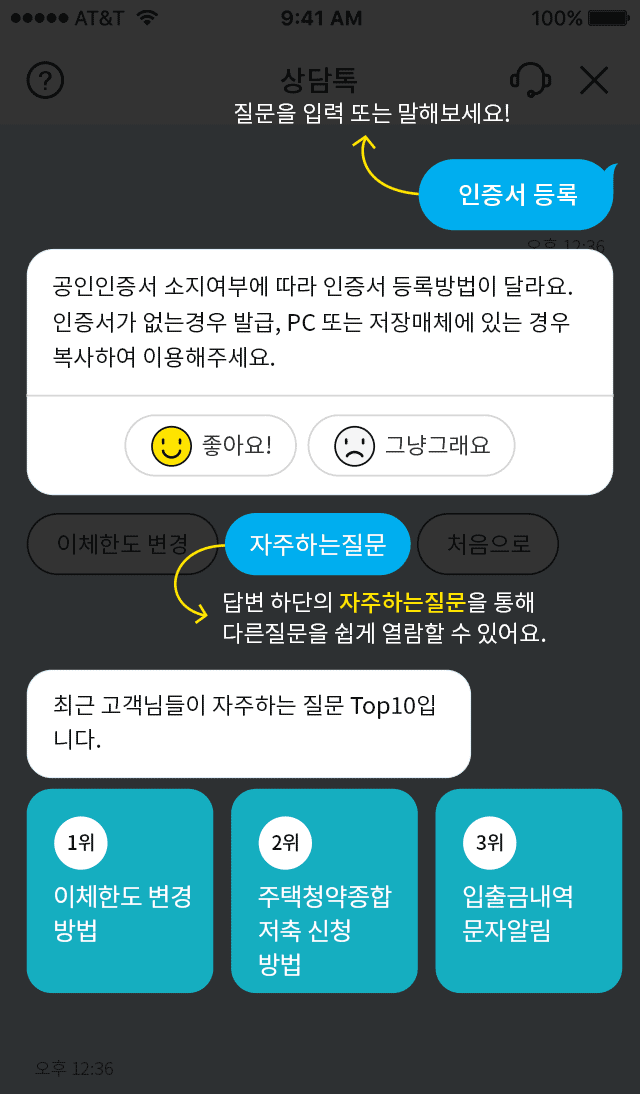 AT&T 9:41 AM 100%
? 상담톡
질문을 입력 또는 말해보세요!
인증서 등록
오후 12:36
공인인증서 소지여부에 따라 인증서 등록방법이 달라요.
인증서가 없는경우 발급, PC 또는 저장매체에 있는 경우
복사하여 이용해주세요.
좋아요! 그냥그래요
이체한도 변경 자주하는질문 처음으로
답변 하단의 자주하는질문을 통해
다른질문을 쉽게 열람할 수 있어요.
최근 고객님들이 자주하는 질문 Top10입
니다.
1위
이체한도 변경
방법
2위
주택청약종합
저축 신청
방법
3위
입출금내역
문자알림
오후 12:36